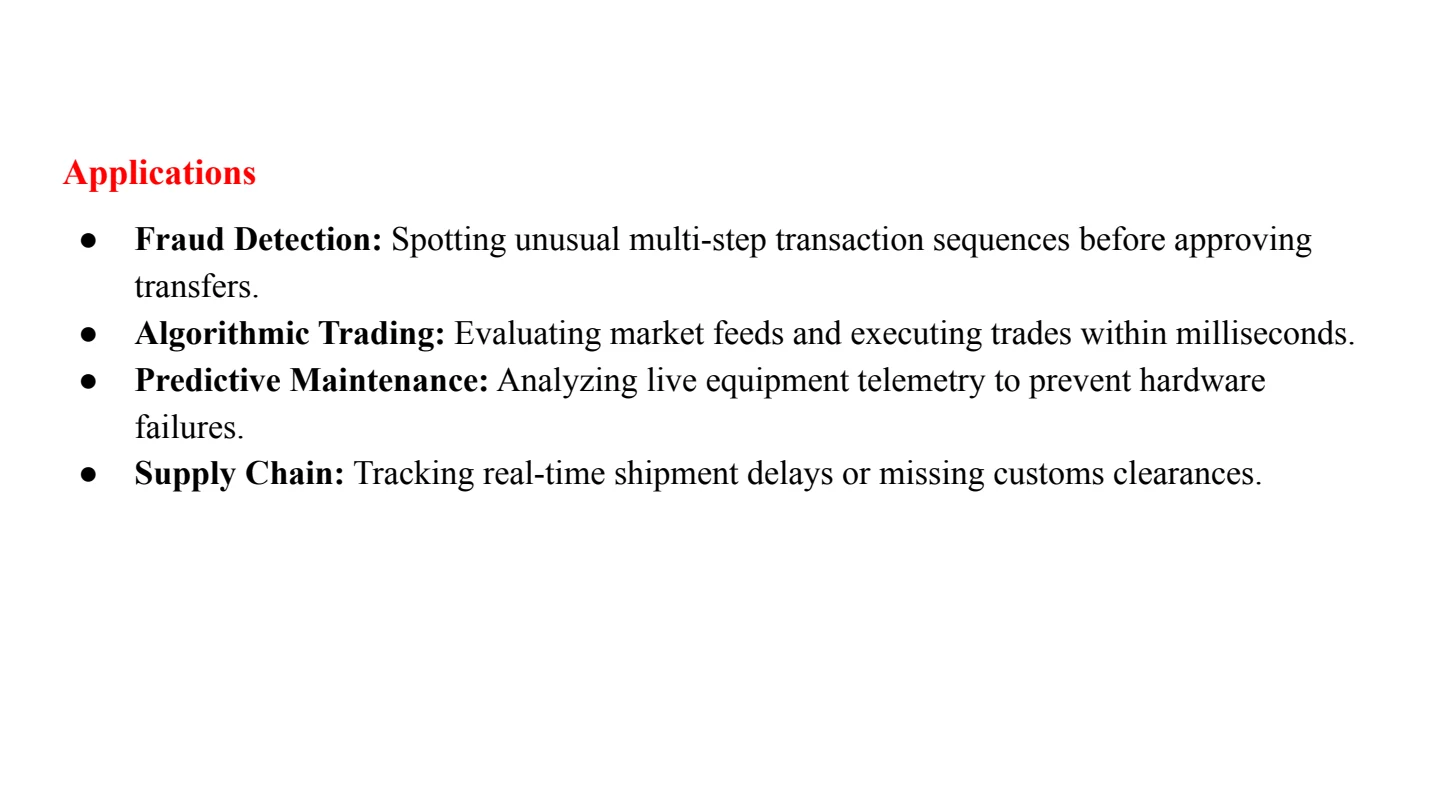 Applications
● Fraud Detection: Spotting unusual multi-step transaction sequences before approving
transfers.
● Algorithmic Trading: Evaluating market feeds and executing trades within milliseconds.
● Predictive Maintenance: Analyzing live equipment telemetry to prevent hardware
failures.
● Supply Chain: Tracking real-time shipment delays or missing customs clearances.